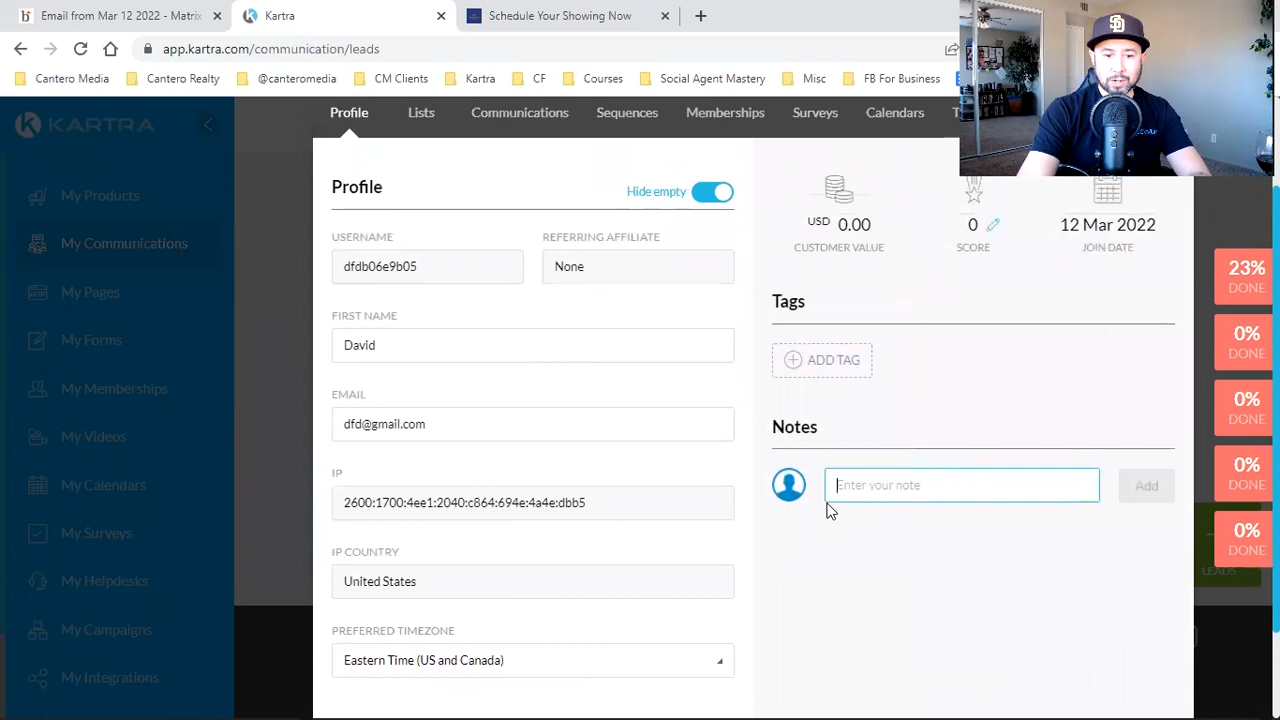 Email from Mar 12 2022 - Matrix
Kartra
Schedule Your Showing Now
app.kartra.com/communication/leads
Cantero Media
Cantero Realty
@canteromedia
CM Clients
Kartra
CF
Courses
Social Agent Mastery
Misc
FB For Business
KARTRA
My Products
My Communications
My Pages
My Forms
My Memberships
My Videos
My Calendars
My Surveys
My Helpdesks
My Campaigns
My Integrations
Profile
Lists
Communications
Sequences
Memberships
Surveys
Calendars
Profile
Hide empty
USERNAME
dfdb06e9b05
REFERRING AFFILIATE
None
FIRST NAME
David
EMAIL
dfd@gmail.com
IP
2600:1700:4ee1:2040:c864:694e:4a4e:dbb5
IP COUNTRY
United States
PREFERRED TIMEZONE
Eastern Time (US and Canada)
USD 0.00
CUSTOMER VALUE
0
SCORE
12 Mar 2022
JOIN DATE
Tags
ADD TAG
Notes
Enter your note
Add
23%
DONE
0%
DONE
0%
DONE
0%
DONE
0%
DONE
LEADS